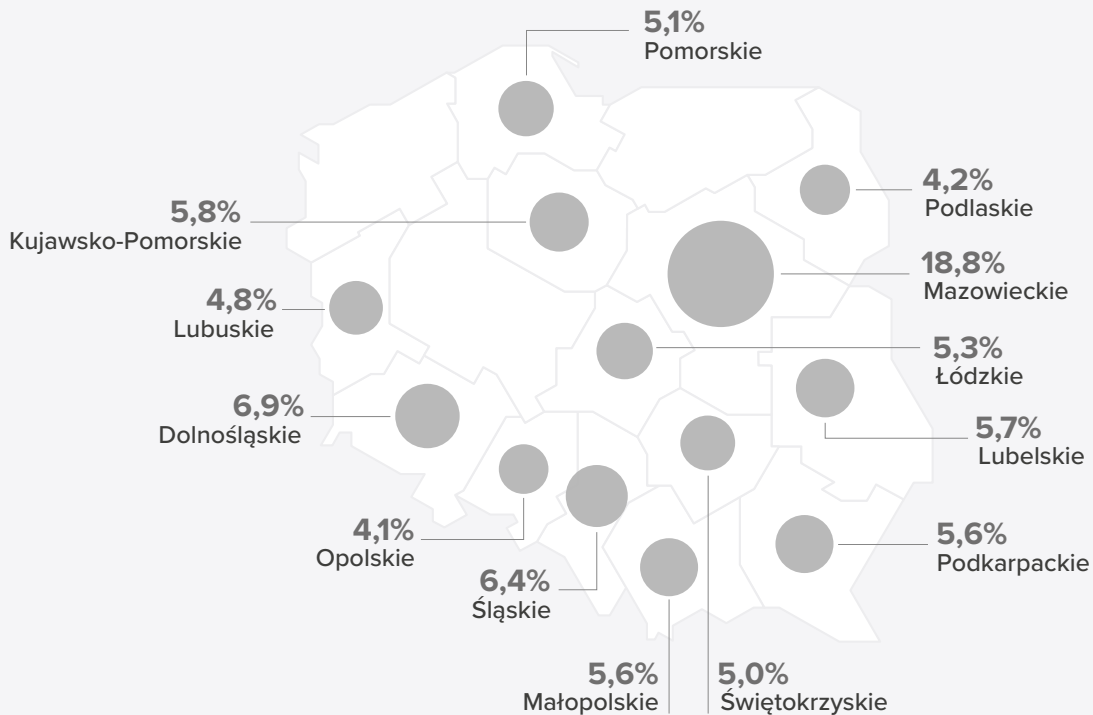 5,1%
Pomorskie
4,2%
Podlaskie
5,8%
Kujawsko-Pomorskie
18,8%
Mazowieckie
4,8%
Lubuskie
5,3%
Łódzkie
6,9%
Dolnośląskie
5,7%
Lubelskie
4,1%
Opolskie
5,6%
Podkarpackie
6,4%
Śląskie
5,6%
Małopolskie
5,0%
Świętokrzyskie